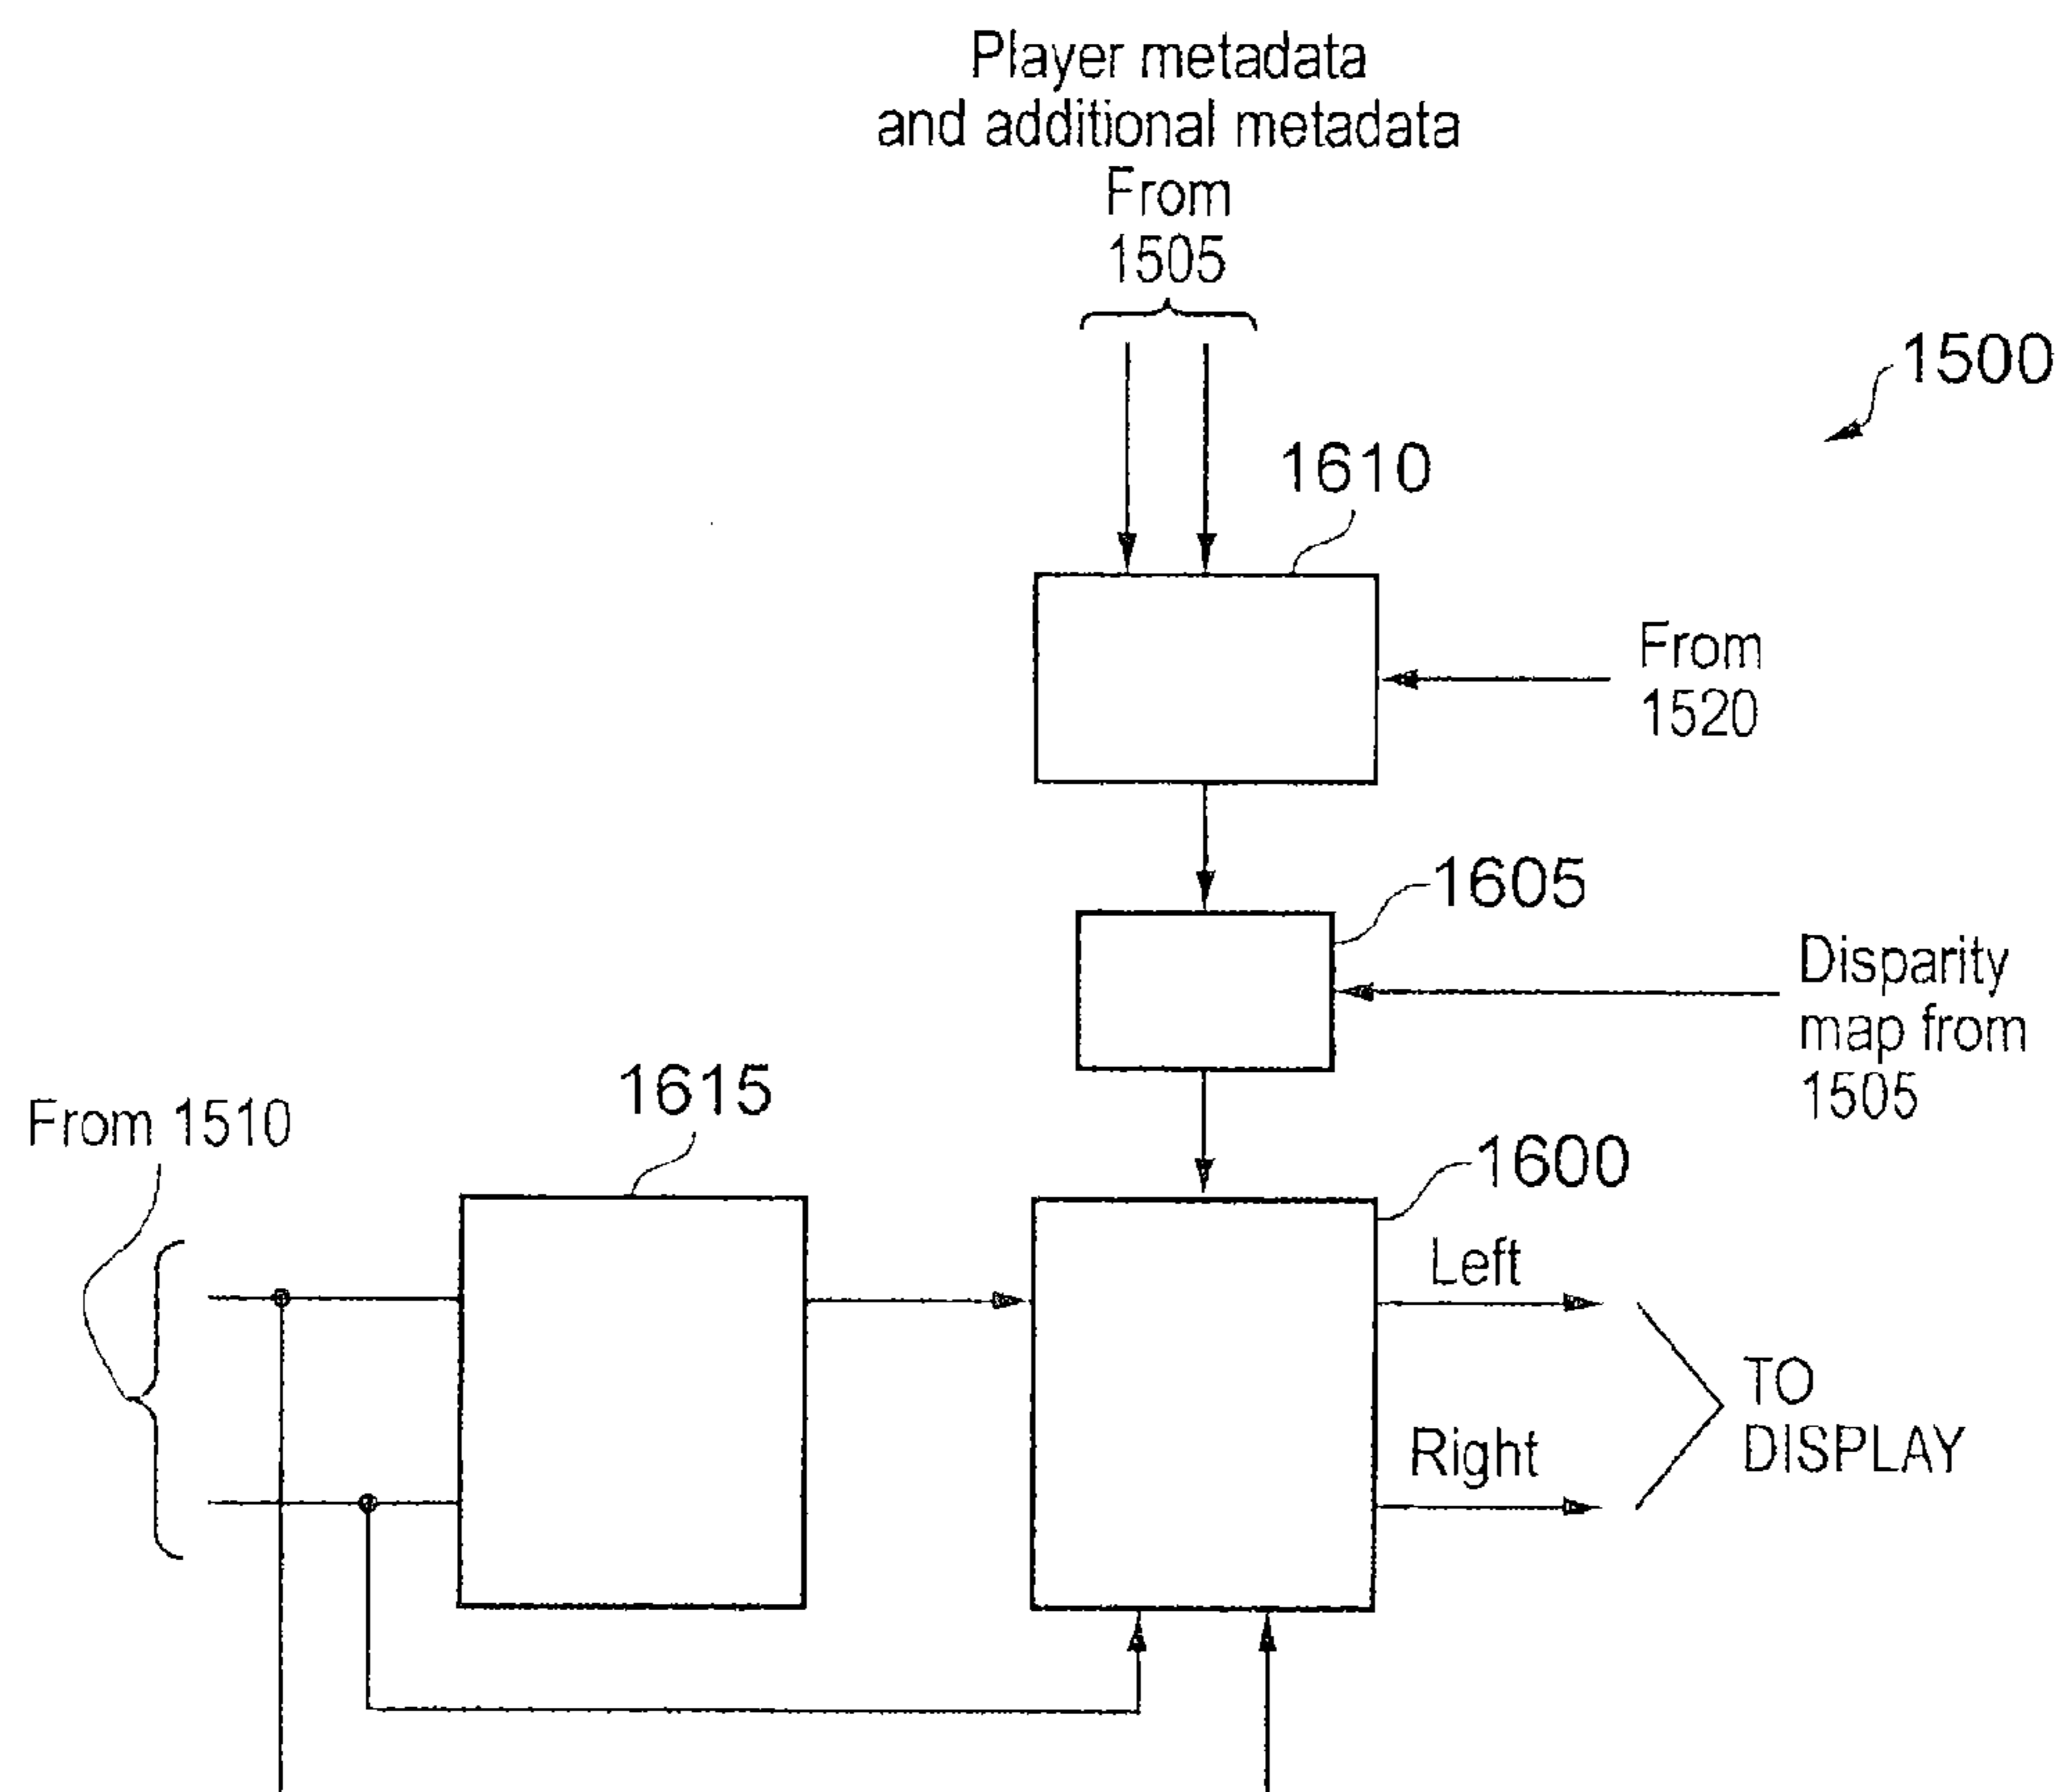 Player metadata
and additional metadata
From
1505
1500
1610
From
1520
1605
Disparity
map from
1505
1615
From 1510
1600
Left
TO
DISPLAY
Right